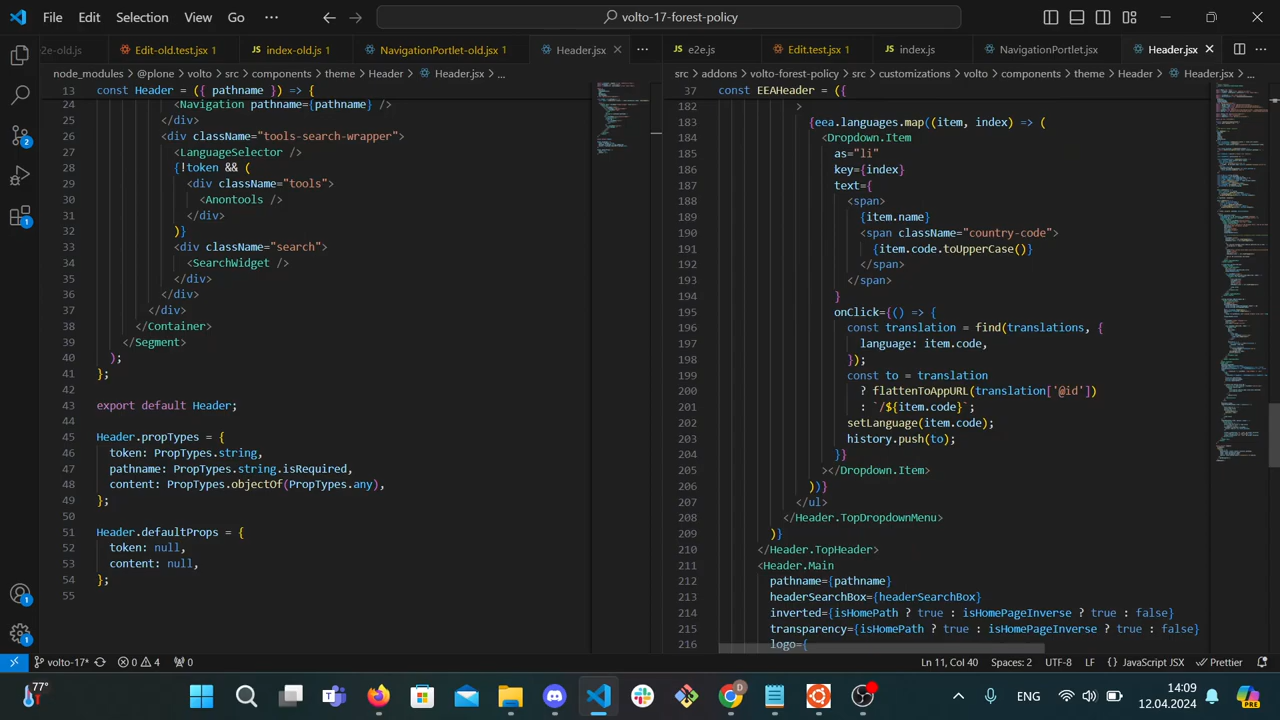 File Edit Selection View Go ··· volto-17-forest-policy
2e-old.js Edit-old.test.jsx 1 index-old.js 1 NavigationPortlet-old.jsx 1 Header.jsx ···
e2e.js Edit.test.jsx 1 index.js NavigationPortlet.jsx Header.jsx ···
node_modules > @plone > volto > src > components > theme > Header > Header.jsx > ...
src > addons > volto-forest-policy > src > customizations > volto > components > theme > Header > Header.jsx > ...
13 const Header = ({ pathname }) => {
24 <Navigation pathname={pathname} />
25 </div>
26 <div className="tools-search-wrapper">
27 <LanguageSelector />
28 {!token && (
29 <div className="tools">
30 <Anontools />
31 </div>
32 )}
33 <div className="search">
34 <SearchWidget />
35 </div>
36 </div>
37 </div>
38 </Container>
39 </Segment>
40 );
41 };
42
43 export default Header;
44
45 Header.propTypes = {
46 token: PropTypes.string,
47 pathname: PropTypes.string.isRequired,
48 content: PropTypes.objectOf(PropTypes.any),
49 };
50
51 Header.defaultProps = {
52 token: null,
53 content: null,
54 };
55
37 const EEAHeader = ({
182
183 {eea.languages.map((item, index) => (
184 <Dropdown.Item
185 as="li"
186 key={index}
187 text={
188 <span>
189 {item.name}
190 <span className="country-code">
191 {item.code.toUpperCase()}
192 </span>
193 </span>
194 }
195 onClick={() => {
196 const translation = find(translations, {
197 language: item.code,
198 });
199 const to = translation
200 ? flattenToAppURL(translation['@id'])
201 : `/${item.code}`;
202 setLanguage(item.code);
203 history.push(to);
204 }}
205 ></Dropdown.Item>
206 ))}
207 </ul>
208 </Header.TopDropdownMenu>
209 )}
210 </Header.TopHeader>
211 <Header.Main
212 pathname={pathname}
213 headerSearchBox={headerSearchBox}
214 inverted={isHomePath ? true : isHomePageInverse ? true : false}
215 transparency={isHomePath ? true : isHomePageInverse ? true : false}
216 logo={
2
1
1
1
volto-17* 0 4 0 Ln 11, Col 40 Spaces: 2 UTF-8 LF {} JavaScript JSX Prettier
77° ENG 14:09
12.04.2024
D
PRE